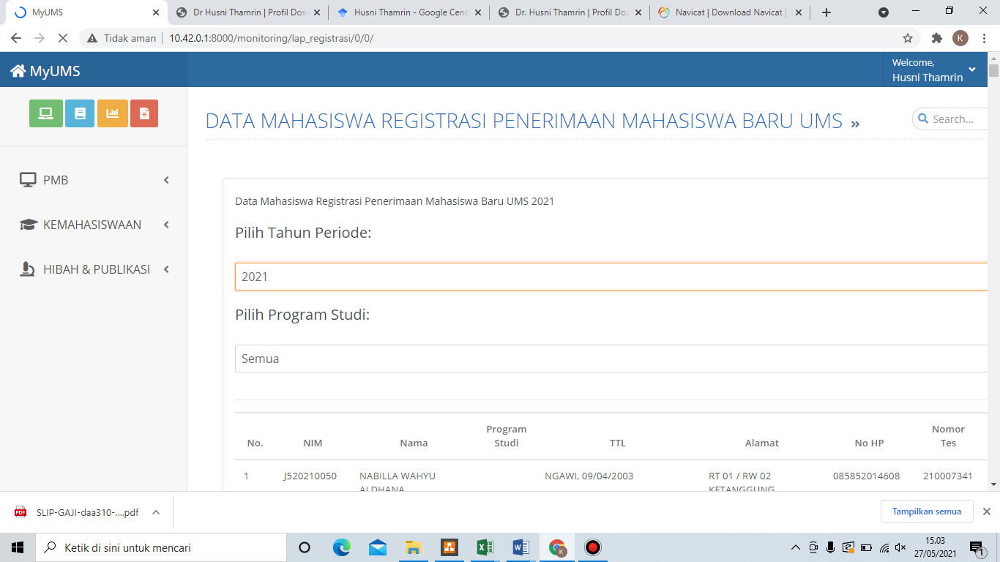 MyUMS
Dr Husni Thamrin | Profil Dos
Husni Thamrin - Google Cend
Dr. Husni Thamrin | Profil Dos
Navicat | Download Navicat |
Tidak aman
10.42.0.1:8000/monitoring/lap_registrasi/0/0/
K
MyUMS
Welcome,
Husni Thamrin
DATA MAHASISWA REGISTRASI PENERIMAAN MAHASISWA BARU UMS »
Search...
PMB
KEMAHASISWAAN
HIBAH & PUBLIKASI
Data Mahasiswa Registrasi Penerimaan Mahasiswa Baru UMS 2021
Pilih Tahun Periode:
2021
Pilih Program Studi:
Semua
No. NIM Nama Program Studi TTL Alamat No HP Nomor Tes
1 J520210050 NABILLA WAHYU NGAWI, 09/04/2003 RT 01 / RW 02 085852014608 210007341
ALDHANA KETANGGUNG
PDF
SLIP-GAJI-daa310-....pdf
Tampilkan semua
Ketik di sini untuk mencari
K
15.03
27/05/2021
1